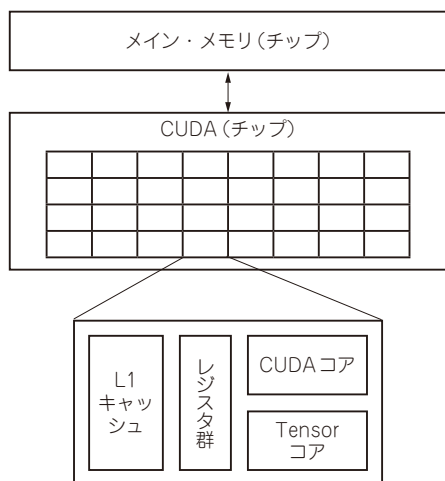 メイン・メモリ(チップ)
CUDA(チップ)
L1
キャッ
シュ
レジスタ群
CUDAコア
Tensor
コア